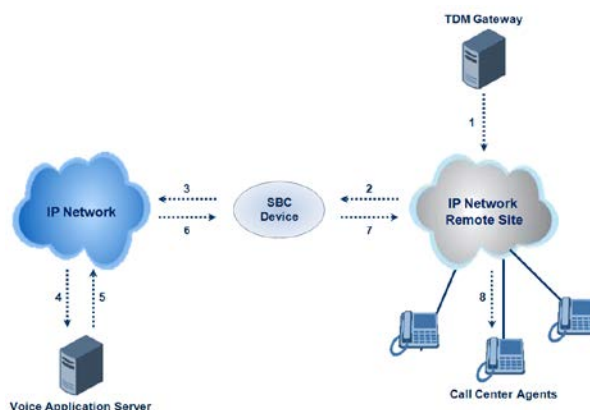 TDM Gateway
1
3
2
IP Network
SBC
Device
IP Network
Remote Site
6
7
4
5
8
Voice Application Server
Call Center Agents